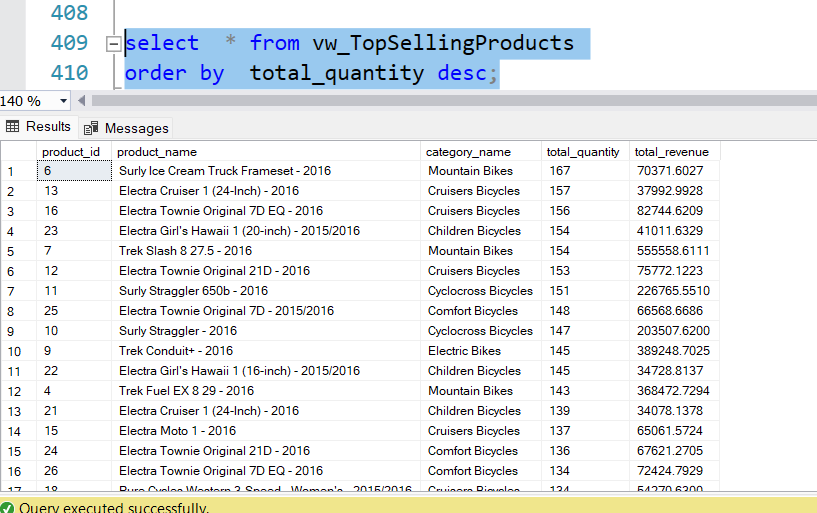 408
409 select * from vw_TopSellingProducts
410 order by total_quantity desc;
140 %
Results Messages
product_id product_name category_name total_quantity total_revenue
1 6 Surly Ice Cream Truck Frameset - 2016 Mountain Bikes 167 70371.6027
2 13 Electra Cruiser 1 (24-Inch) - 2016 Cruisers Bicycles 157 37992.9928
3 16 Electra Townie Original 7D EQ - 2016 Cruisers Bicycles 156 82744.6209
4 23 Electra Girl's Hawaii 1 (20-inch) - 2015/2016 Children Bicycles 154 41011.6329
5 7 Trek Slash 8 27.5 - 2016 Mountain Bikes 154 555558.6111
6 12 Electra Townie Original 21D - 2016 Cruisers Bicycles 153 75772.1223
7 11 Surly Straggler 650b - 2016 Cyclocross Bicycles 151 226765.5510
8 25 Electra Townie Original 7D - 2015/2016 Comfort Bicycles 148 66568.6686
9 10 Surly Straggler - 2016 Cyclocross Bicycles 147 203507.6200
10 9 Trek Conduit+ - 2016 Electric Bikes 145 389248.7025
11 22 Electra Girl's Hawaii 1 (16-inch) - 2015/2016 Children Bicycles 145 34728.8137
12 4 Trek Fuel EX 8 29 - 2016 Mountain Bikes 143 368472.7294
13 21 Electra Cruiser 1 (24-Inch) - 2016 Children Bicycles 139 34078.1378
14 15 Electra Moto 1 - 2016 Cruisers Bicycles 137 65061.5724
15 24 Electra Townie Original 21D - 2016 Comfort Bicycles 136 67621.2705
16 26 Electra Townie Original 7D EQ - 2016 Comfort Bicycles 134 72424.7929
17 18 Pure Cycles Western 3-Speed - Women's - 2015/2016 Cruisers Bicycles 134 54270.6300
Query executed successfully.